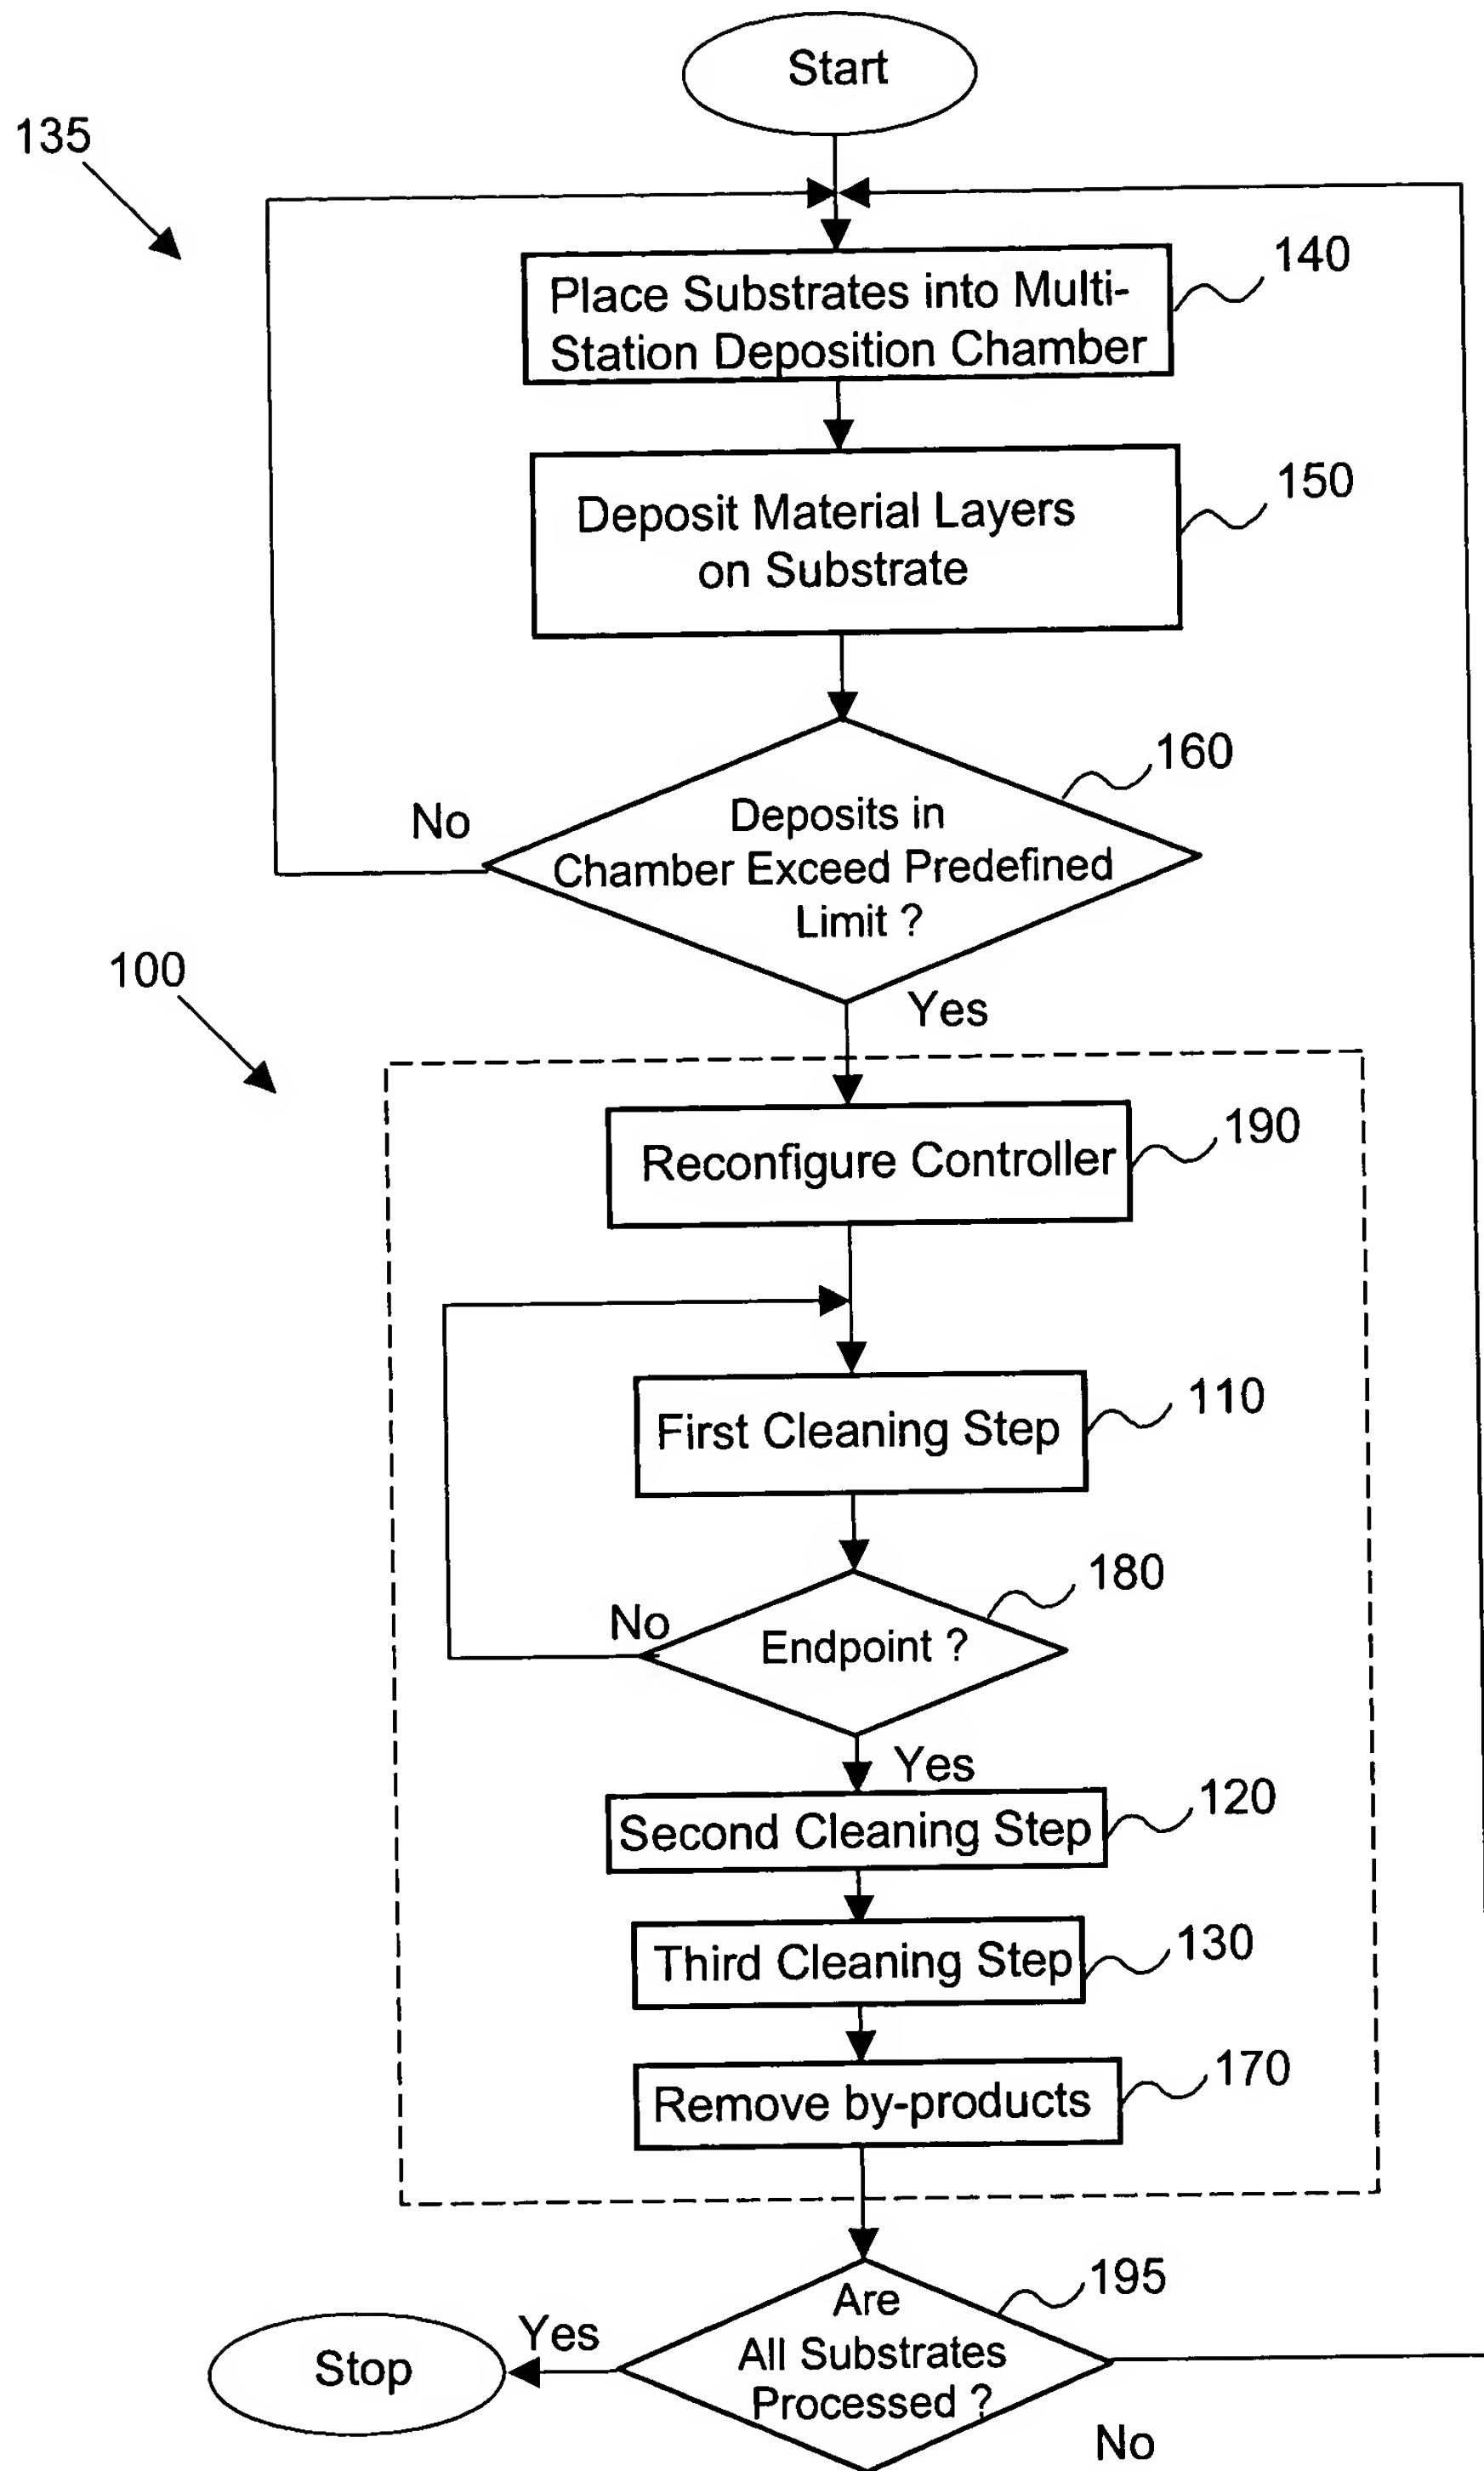 Start
135
140
Place Substrates into Multi-
Station Deposition Chamber
150
Deposit Material Layers
on Substrate
160
No
Deposits in
Chamber Exceed Predefined
Limit ?
100
Yes
190
Reconfigure Controller
110
First Cleaning Step
180
No
Endpoint ?
Yes
120
Second Cleaning Step
130
Third Cleaning Step
170
Remove by-products
195
Are
All Substrates
Processed ?
Yes
Stop
No